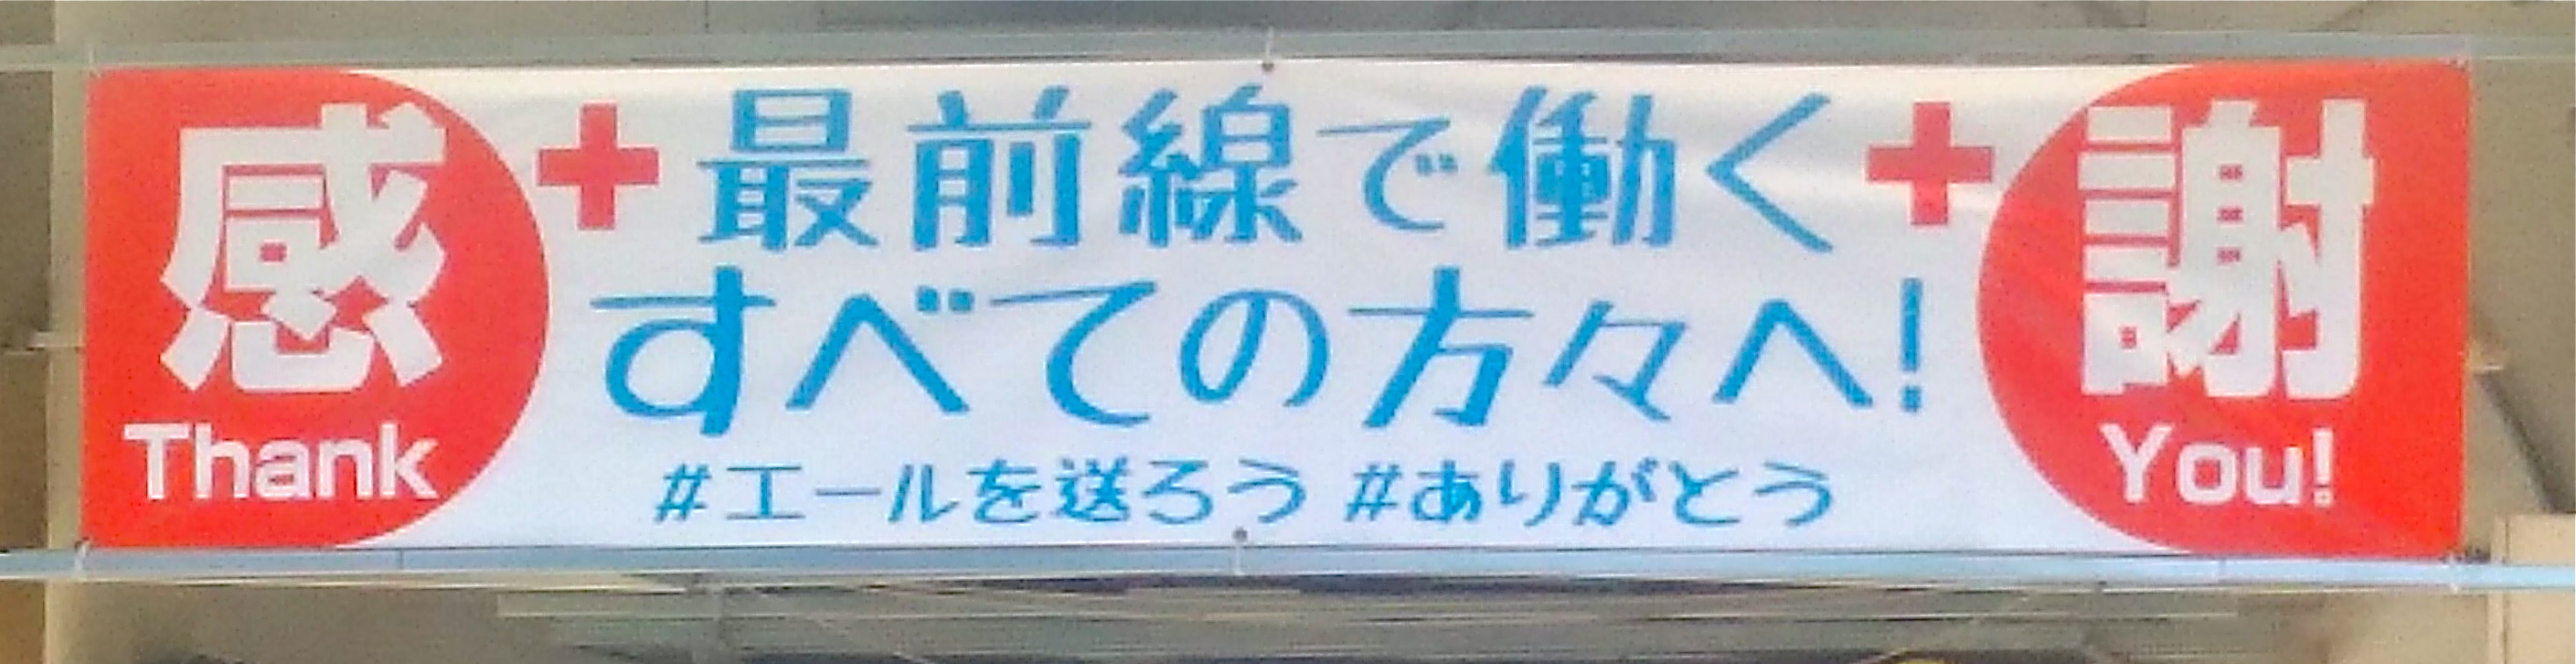 感
Thank
最前線で働く
すべての方々へ!
#エールを送ろう #ありがとう
謝
You!